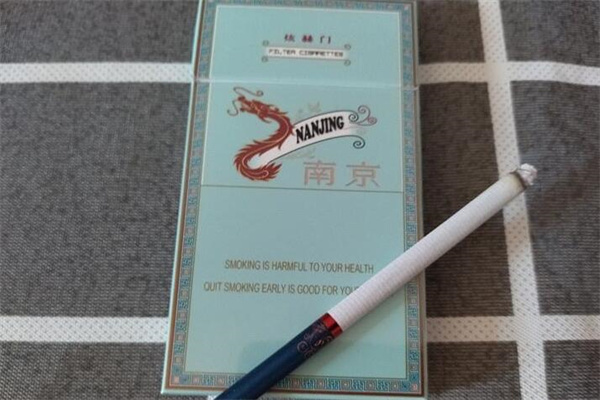 炫赫门
FILTER CIGARETTES
NANJING
南京
SMOKING IS HARMFUL TO YOUR HEALTH
QUIT SMOKING EARLY IS GOOD FOR